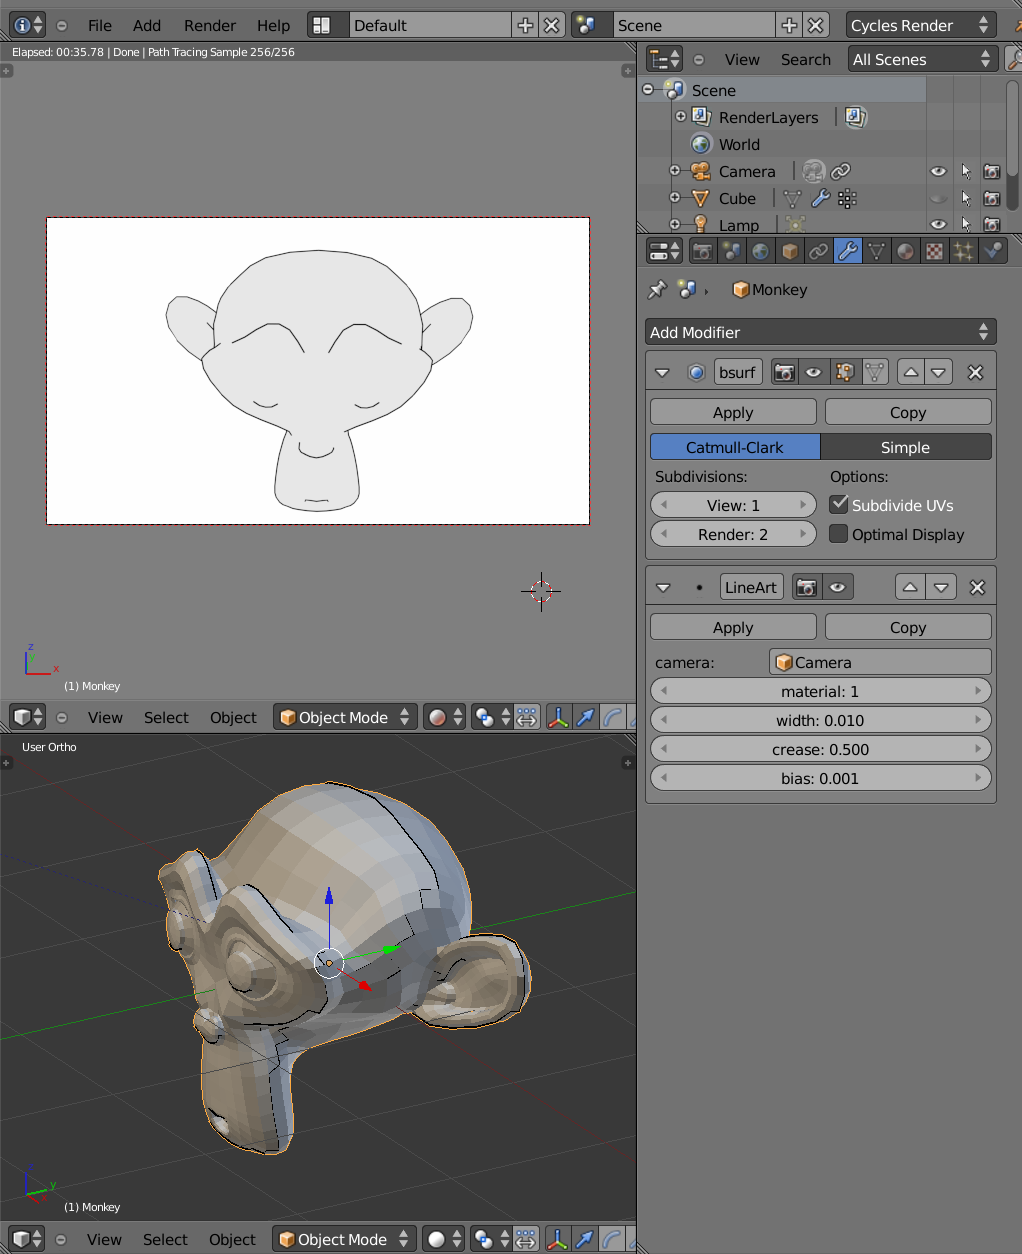 File Add Render Help Default Scene Cycles Render
Elapsed: 00:35.78 | Done | Path Tracing Sample 256/256
z
x
(1) Monkey
View Select Object Object Mode
User Ortho
y
(1) Monkey
View Select Object Object Mode
View Search All Scenes
Scene
RenderLayers
World
Camera
Cube
Lamp
Monkey
Add Modifier
bsurf
Apply Copy
Catmull-Clark Simple
Subdivisions: Options:
View: 1 Subdivide UVs
Render: 2 Optimal Display
LineArt
Apply Copy
camera: Camera
material: 1
width: 0.010
crease: 0.500
bias: 0.001